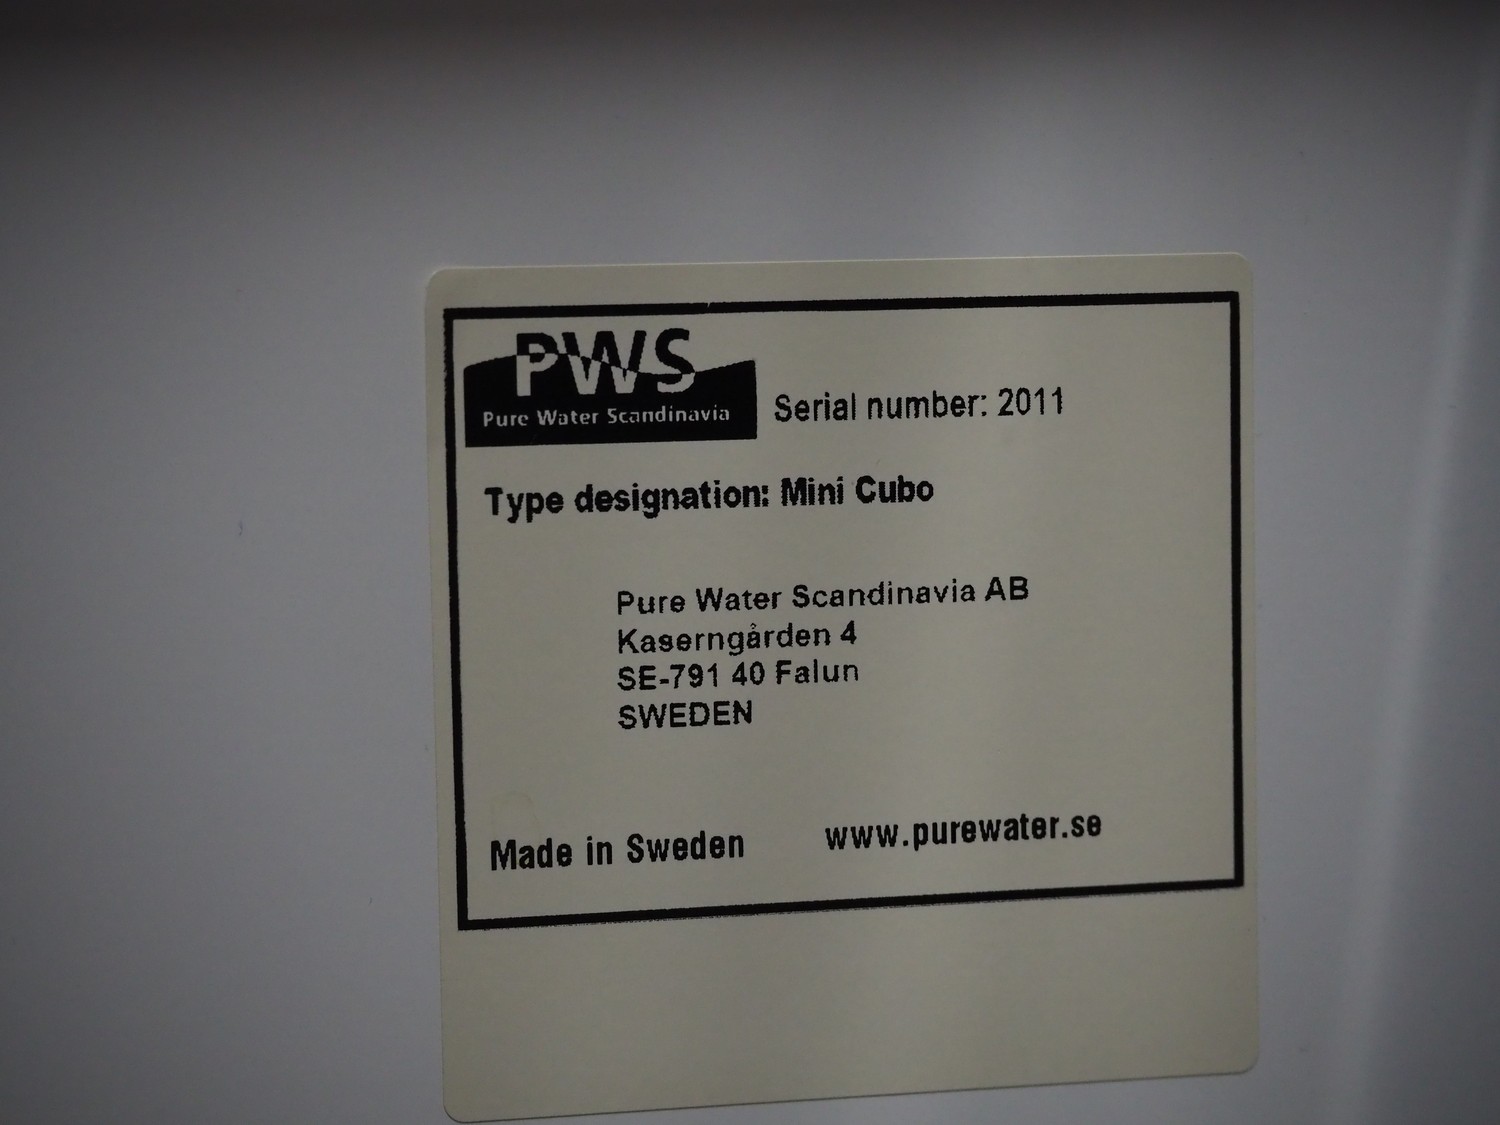 PWS
Pure Water Scandinavia
Serial number: 2011
Type designation: Mini Cubo
Pure Water Scandinavia AB
Kaserngården 4
SE-791 40 Falun
SWEDEN
Made in Sweden
www.purewater.se